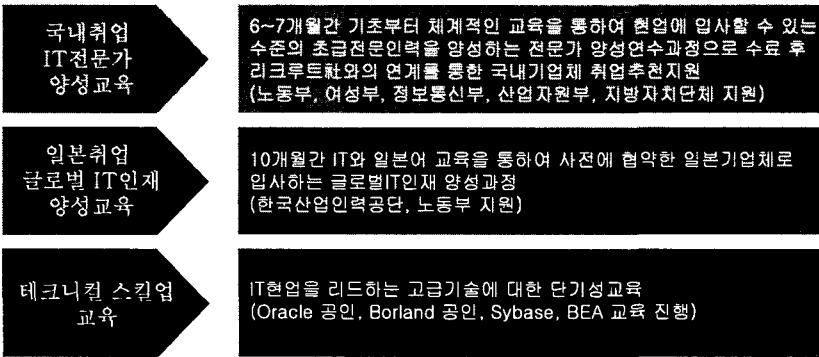 국내취업
IT전문가
양성교육
6~7개월간 기초부터 체계적인 교육을 통하여 현업에 입사할 수 있는
수준의 초급전문인력을 양성하는 전문가 양성연수과정으로 수료 후
리크루트社와의 연계를 통한 국내기업체 취업추천지원
(노동부, 여성부, 정보통신부, 산업자원부, 지방자치단체 지원)
일본취업
글로벌 IT인재
양성교육
10개월간 IT와 일본어 교육을 통하여 사전에 협약한 일본기업체로
입사하는 글로벌IT인재 양성과정
(한국산업인력공단, 노동부 지원)
테크니컬 스킬업
교육
IT현업을 리드하는 고급기술에 대한 단기성교육
(Oracle 공인, Borland 공인, Sybase, BEA 교육 진행)